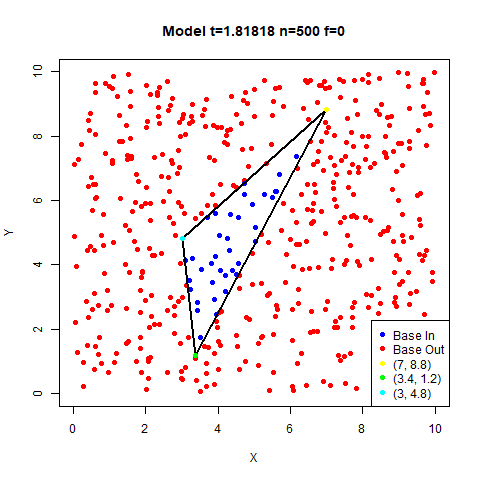 Model t=1.81818 n=500 f=0
Y
10
8
6
4
2
0
Base In
Base Out
(7, 8.8)
(3.4, 1.2)
(3, 4.8)
0 2 4 6 8 10
X